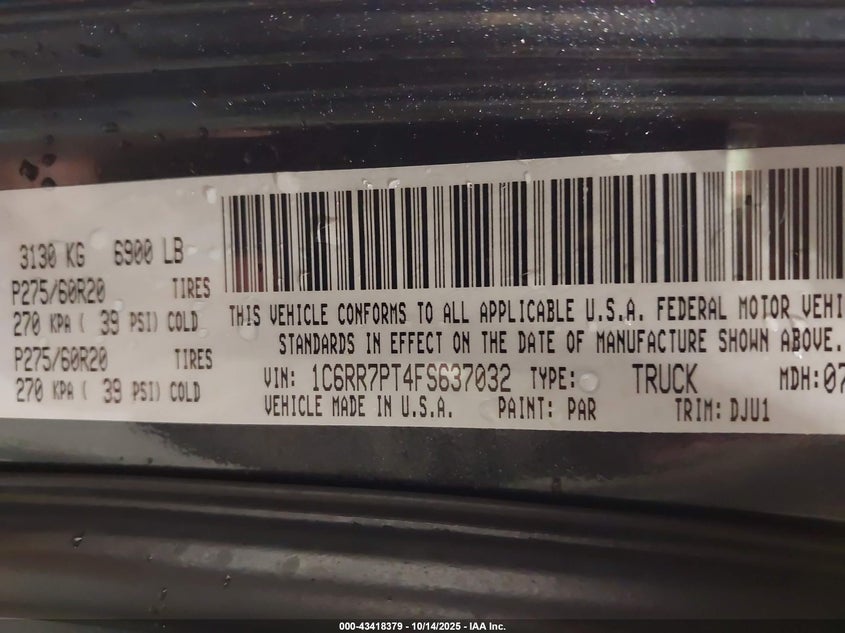 3130 KG 6900 LB
P275/60R20 TIRES
270 KPA ( 39 PSI) COLD
P275/60R20 TIRES
270 KPA ( 39 PSI) COLD
THIS VEHICLE CONFORMS TO ALL APPLICABLE U.S.A. FEDERAL MOTOR VEHI
STANDARDS IN EFFECT ON THE DATE OF MANUFACTURE SHOWN ABOVE.
VIN: 1C6RR7PT4FS637032 TYPE: TRUCK MDH:07
VEHICLE MADE IN U.S.A. PAINT: PAR TRIM: DJU1
000-43418379 - 10/14/2025 - IAA Inc.